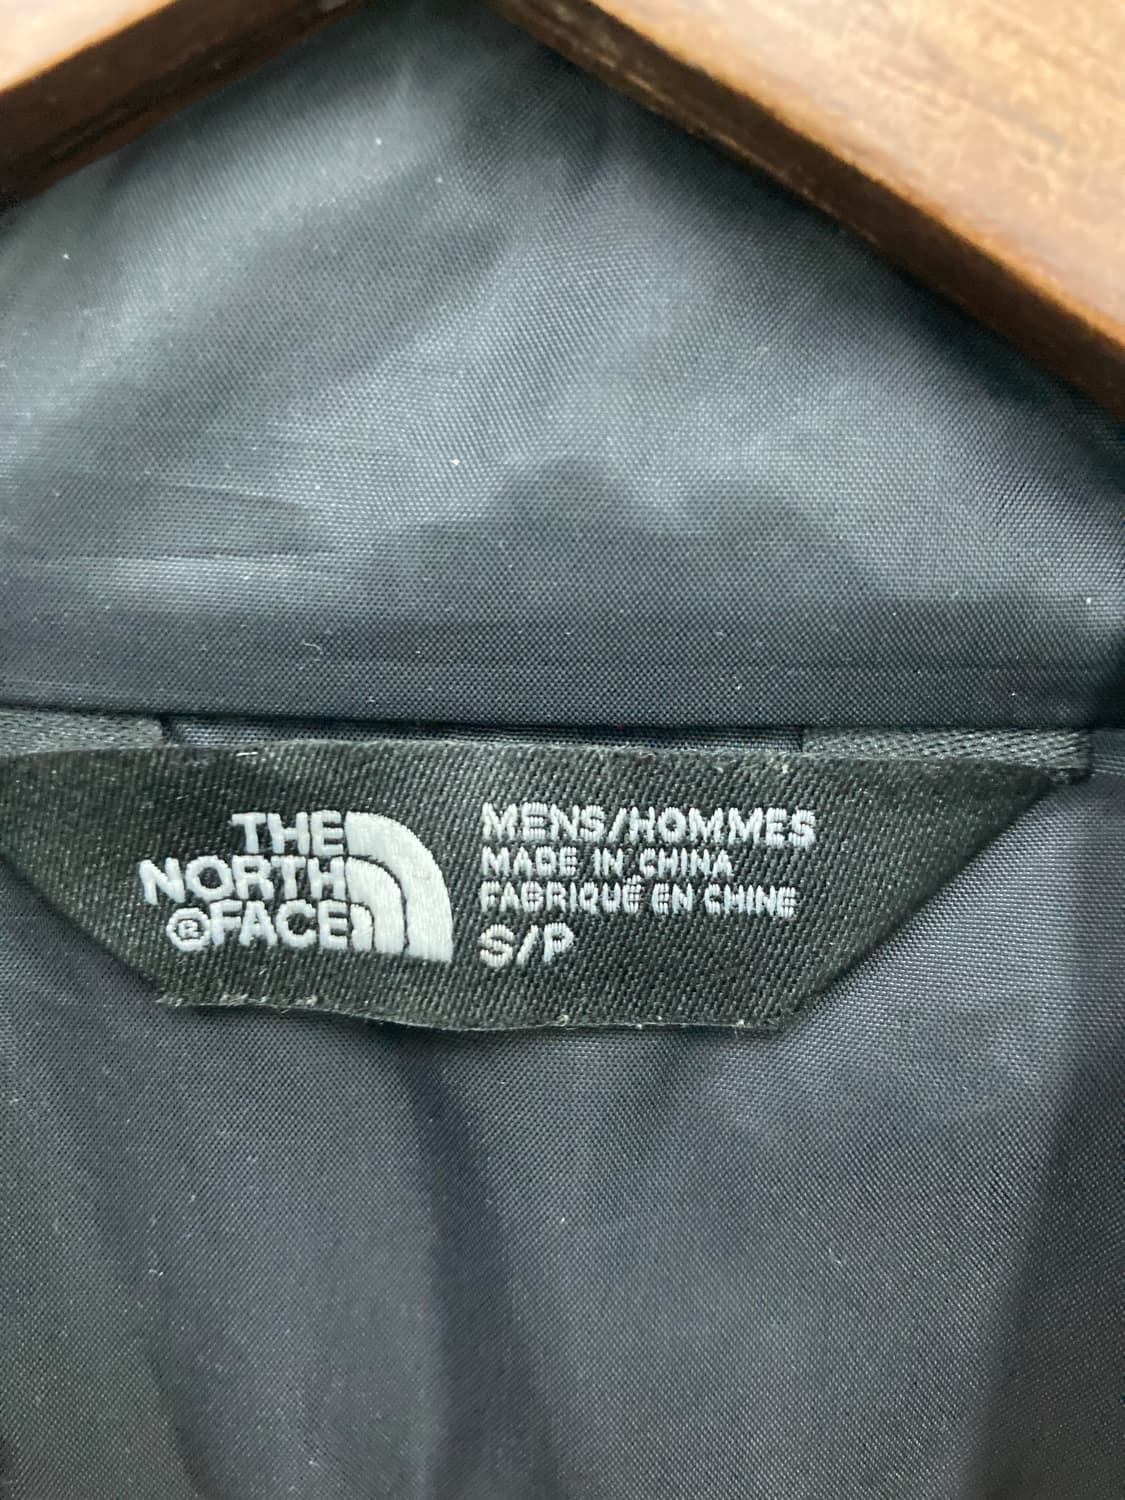 THE
NORTH
®FACE
MENS/HOMMES
MADE IN CHINA
FABRIQUÉ EN CHINE
S/P